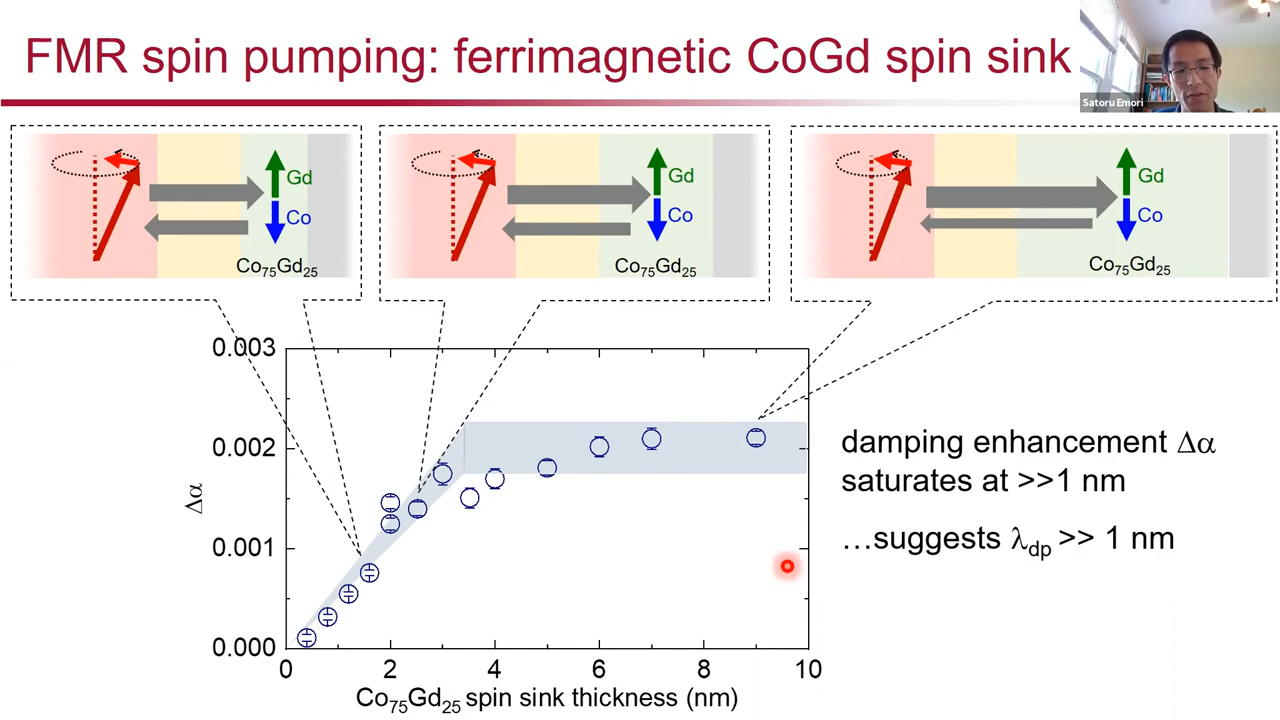 FMR spin pumping: ferrimagnetic CoGd spin sink
Satoru Emori
Gd
Co
Co75Gd25
Gd
Co
Co75Gd25
Gd
Co
Co75Gd25
0.003
0.002
0.001
0.000
Δα
0
2
4
6
8
10
Co75Gd25 spin sink thickness (nm)
damping enhancement Δα
saturates at >>1 nm
…suggests λdp >> 1 nm